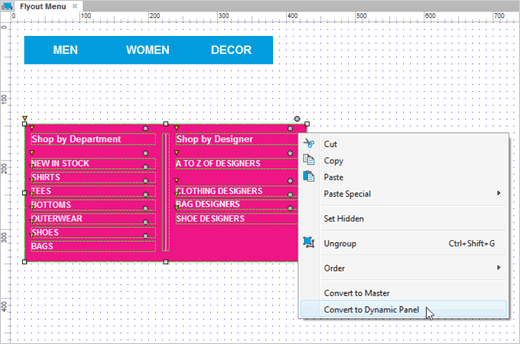 Flyout Menu
0 100 200 300 400 500 600 700
MEN WOMEN DECOR
100
200
300
400
Shop by Department
NEW IN STOCK
SHIRTS
TEES
BOTTOMS
OUTERWEAR
SHOES
BAGS
Shop by Designer
A TO Z OF DESIGNERS
CLOTHING DESIGNERS
BAG DESIGNERS
SHOE DESIGNERS
Cut
Copy
Paste
Paste Special
Set Hidden
Ungroup Ctrl+Shift+G
Order
Convert to Master
Convert to Dynamic Panel